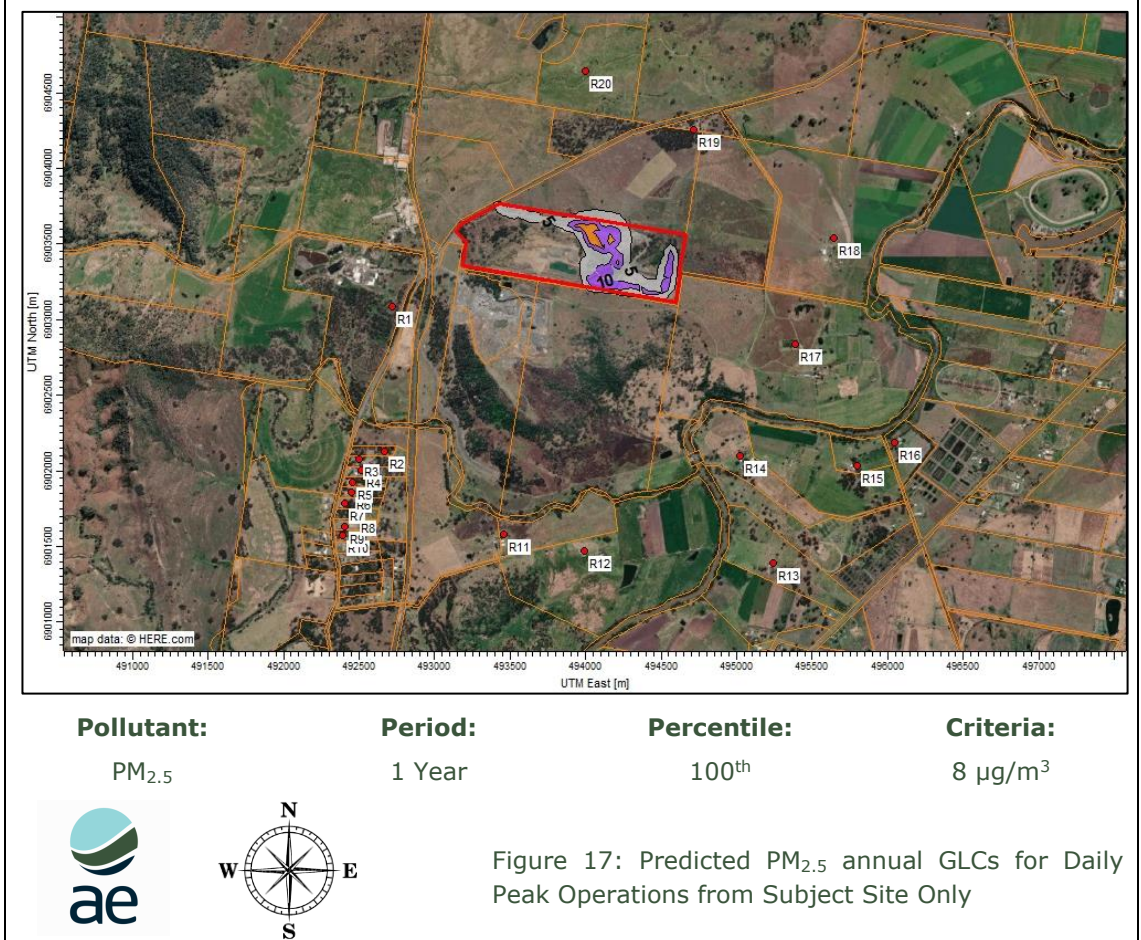 UTM North [m]
6904500
6904000
6903500
6903000
6902500
6902000
6901500
6901000
R20
R19
R18
5
5
10
R1
R17
R2
R3
R4
R5
R6
R7
R8
R9
R10
R16
R14
R15
R11
R12
R13
map data: © HERE.com
491000 491500 492000 492500 493000 493500 494000 494500 495000 495500 496000 496500 497000
UTM East [m]
Pollutant: Period: Percentile: Criteria:
PM2.5 1 Year 100th 8 µg/m3
ae
N
W E
S
Figure 17: Predicted PM2.5 annual GLCs for Daily
Peak Operations from Subject Site Only